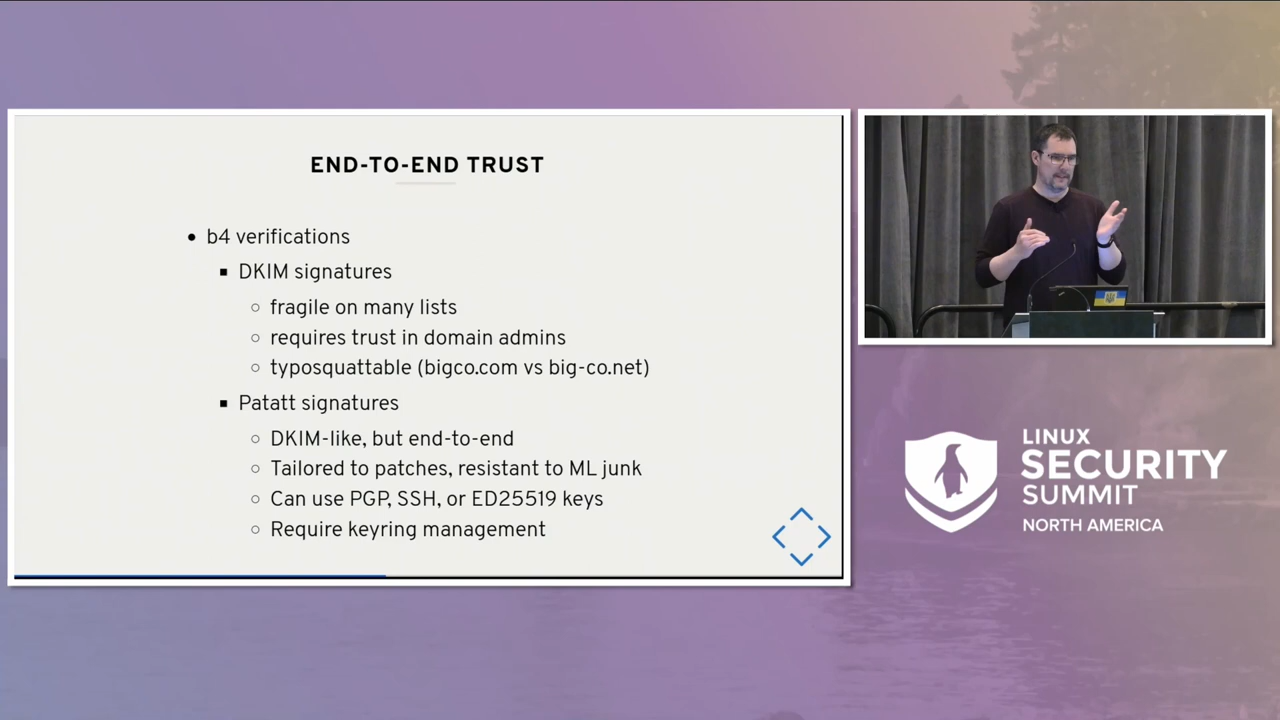 END-TO-END TRUST
b4 verifications
DKIM signatures
fragile on many lists
requires trust in domain admins
typosquattable (bigco.com vs big-co.net)
Patatt signatures
DKIM-like, but end-to-end
Tailored to patches, resistant to ML junk
Can use PGP, SSH, or ED25519 keys
Require keyring management
LINUX
SECURITY
SUMMIT
NORTH AMERICA